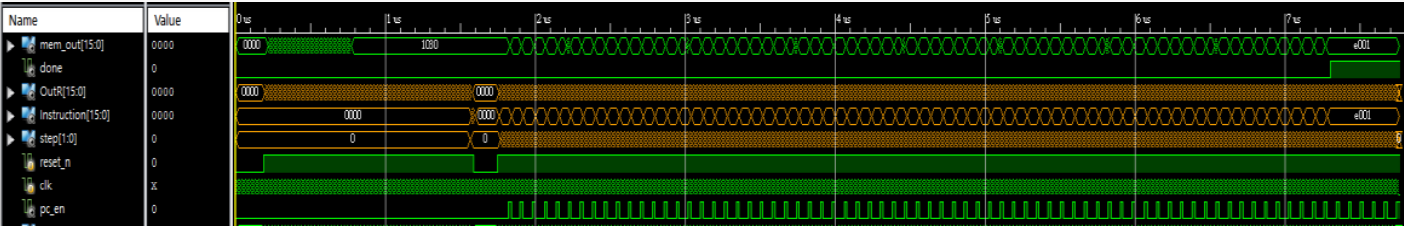 Name Value 0 us 1 us 2 us 3 us 4 us 5 us 6 us 7 us
mem_out[15:0] 0000 0000 1030 e001
done 0
OutR[15:0] 0000 0000 0000
Instruction[15:0] 0000 0000 0000 e001
step[1:0] 0 0 0
reset_n 0
clk X
pc_en 0